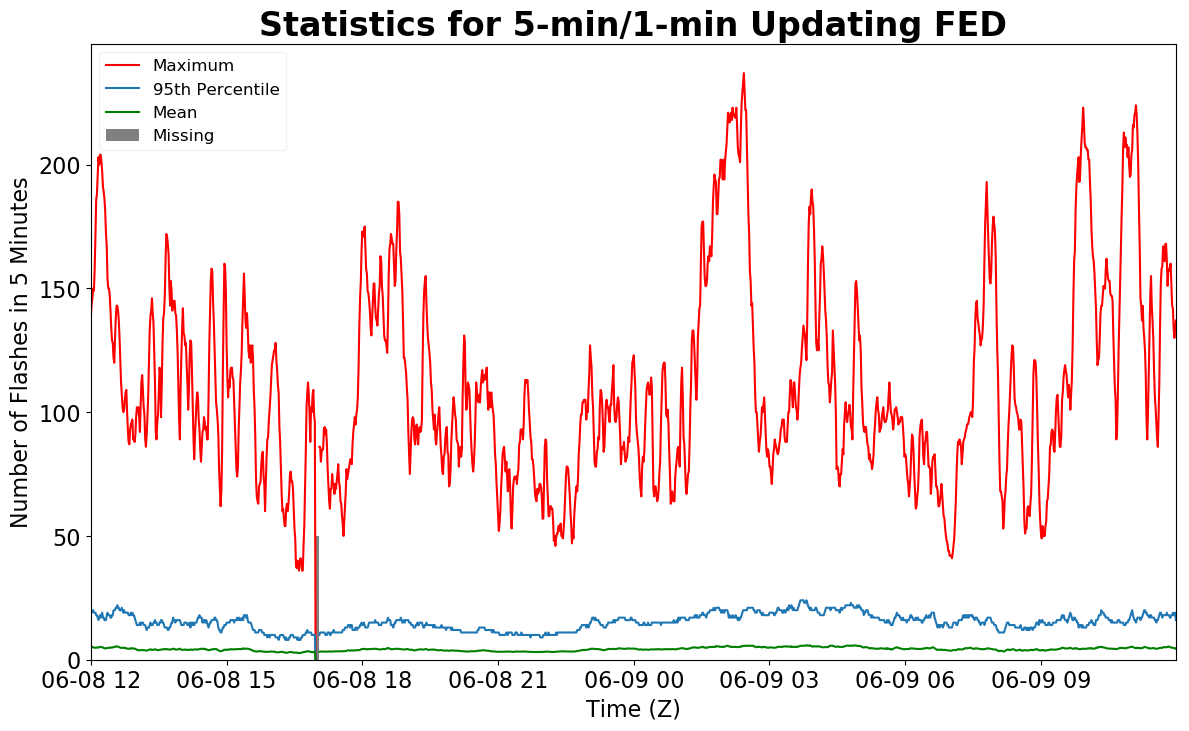 Statistics for 5-min/1-min Updating FED
Maximum
95th Percentile
Mean
Missing
Number of Flashes in 5 Minutes
200
150
100
50
0
06-08 12 06-08 15 06-08 18 06-08 21 06-09 00 06-09 03 06-09 06 06-09 09
Time (Z)